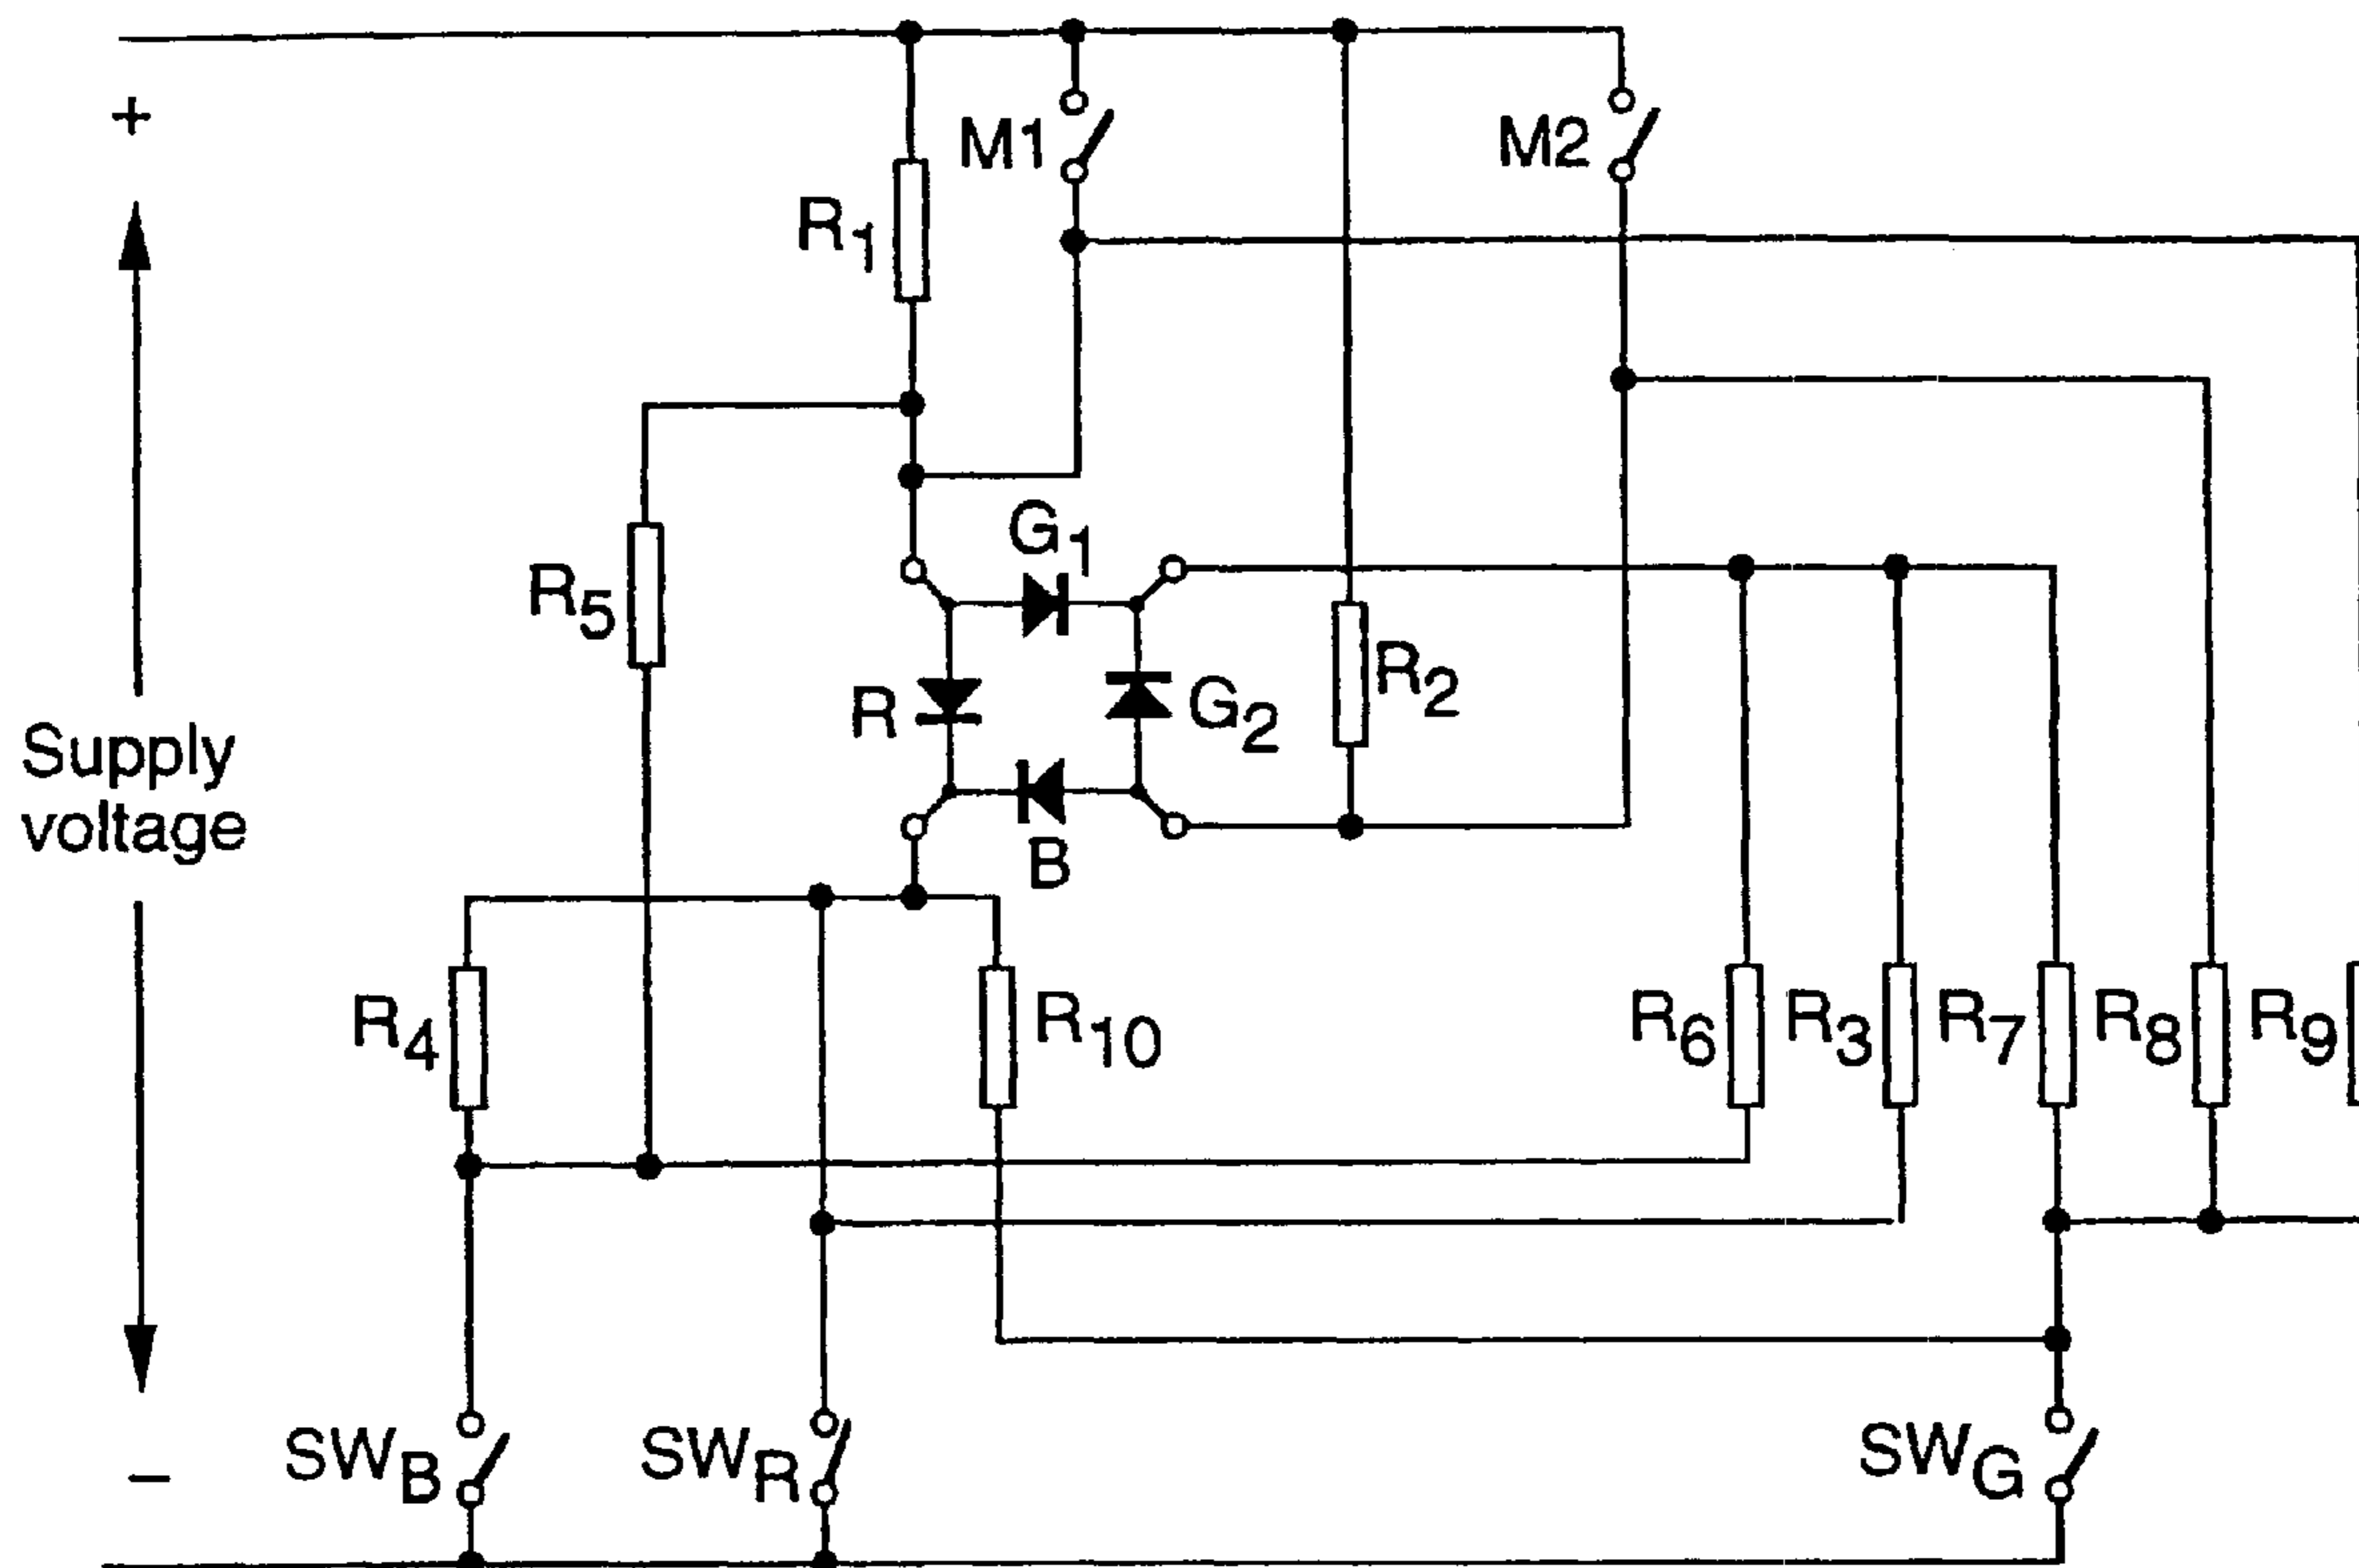 +
M1
M2
R1
G1
R5
R
G2
R2
Supply
voltage
B
R4
R10
R6
R3
R7
R8
R9
SWB
SWR
SWG
−